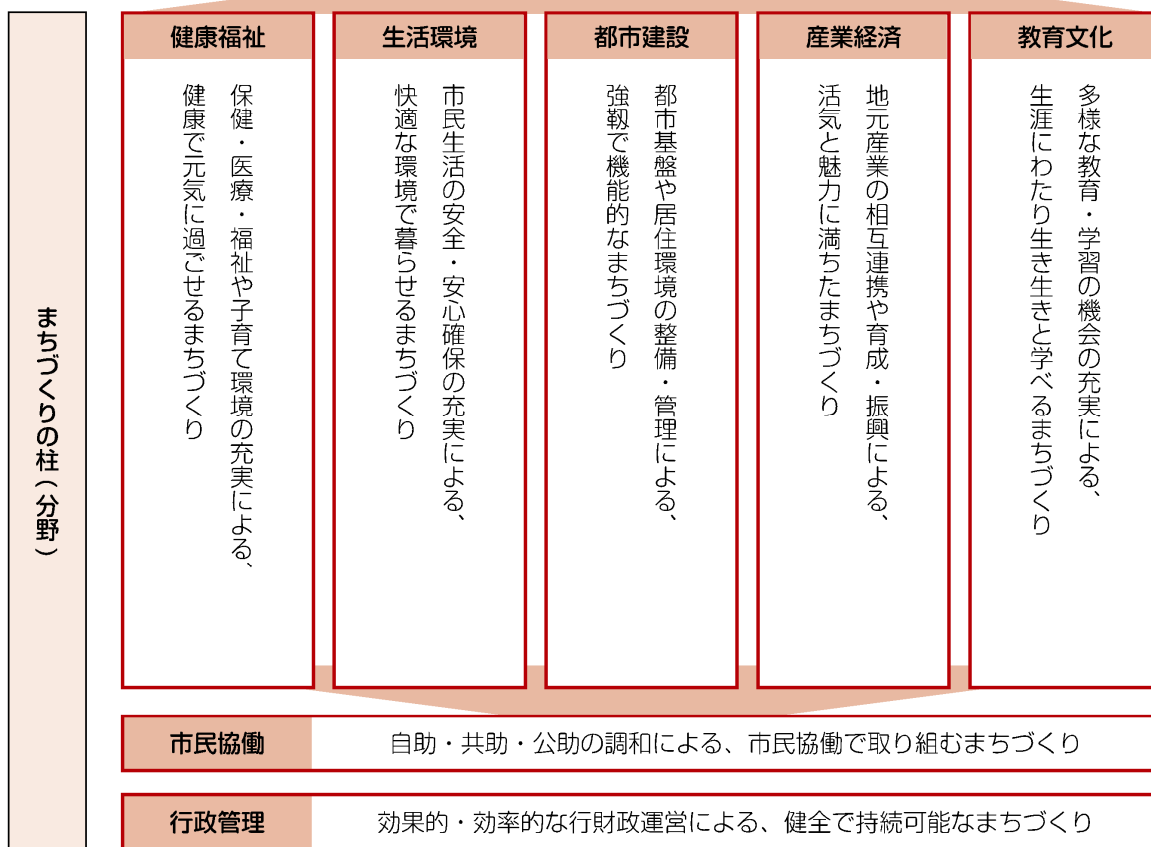 まちづくりの柱(分野)
健康福祉
保健・医療・福祉や子育て環境の充実による、
健康で元気に過ごせるまちづくり
生活環境
市民生活の安全・安心確保の充実による、
快適な環境で暮らせるまちづくり
都市建設
都市基盤や居住環境の整備・管理による、
強靱で機能的なまちづくり
産業経済
地元産業の相互連携や育成・振興による、
活気と魅力に満ちたまちづくり
教育文化
多様な教育・学習の機会の充実による、
生涯にわたり生き生きと学べるまちづくり
市民協働
自助・共助・公助の調和による、市民協働で取り組むまちづくり
行政管理
効果的・効率的な行財政運営による、健全で持続可能なまちづくり